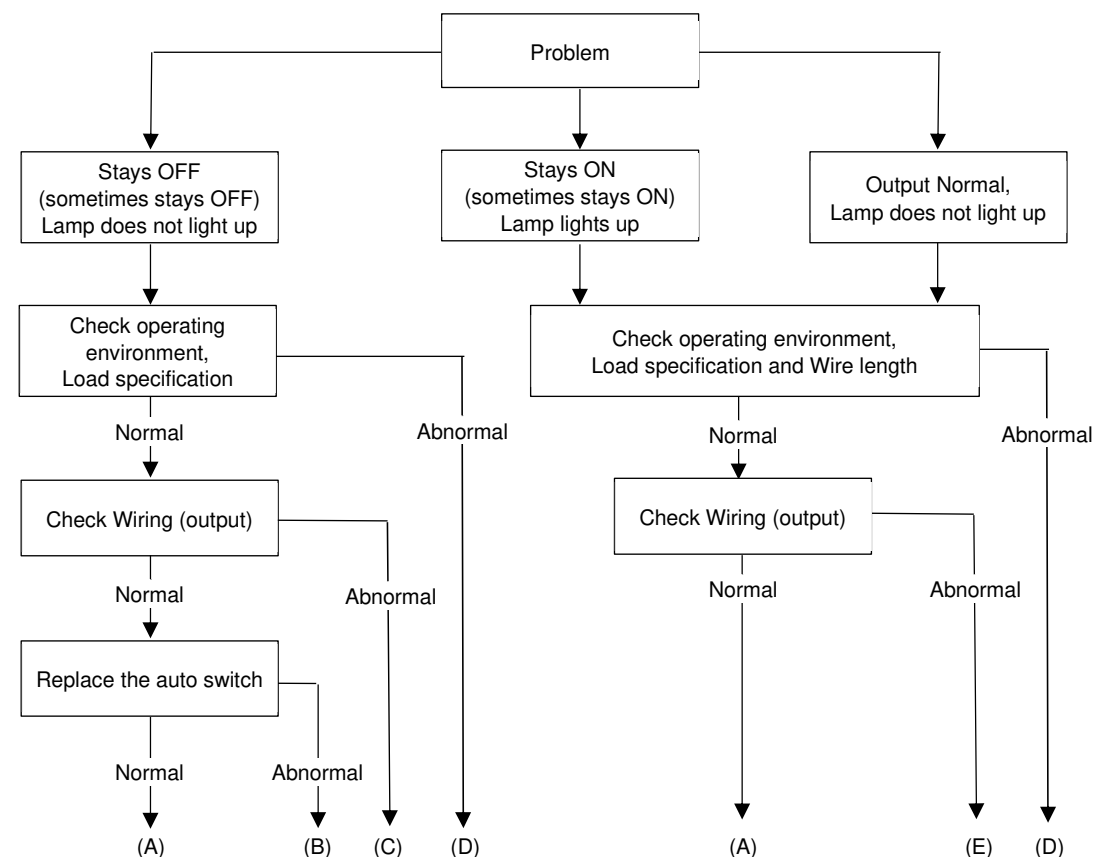 Problem
Stays OFF
(sometimes stays OFF)
Lamp does not light up
Stays ON
(sometimes stays ON)
Lamp lights up
Output Normal,
Lamp does not light up
Check operating
environment,
Load specification
Check operating environment,
Load specification and Wire length
Normal
Abnormal
Normal
Abnormal
Check Wiring (output)
Check Wiring (output)
Normal
Abnormal
Normal
Abnormal
Replace the auto switch
Normal
Abnormal
(A)
(B)
(C)
(D)
(A)
(E)
(D)